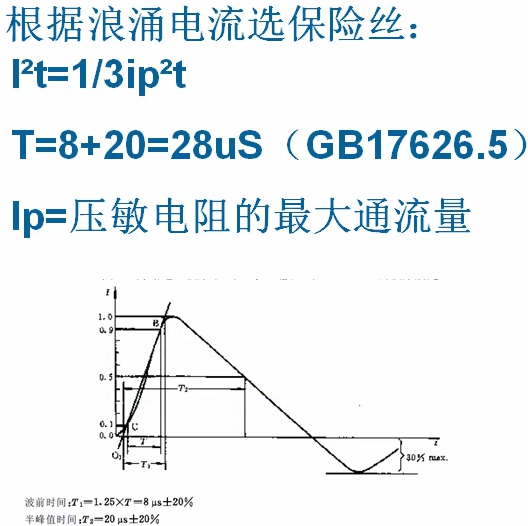 根据浪涌电流选保险丝:
I²t=1/3ip²t
T=8+20=28uS（GB17626.5）
Ip=压敏电阻的最大通流量
I
1.0
B
0.9
0.5
T₂
0.1
C
0.0
O₁
T
T₁
t
30% max.
波前时间:T₁=1.25×T=8 μs±20%
半峰值时间:T₂=20 μs±20%